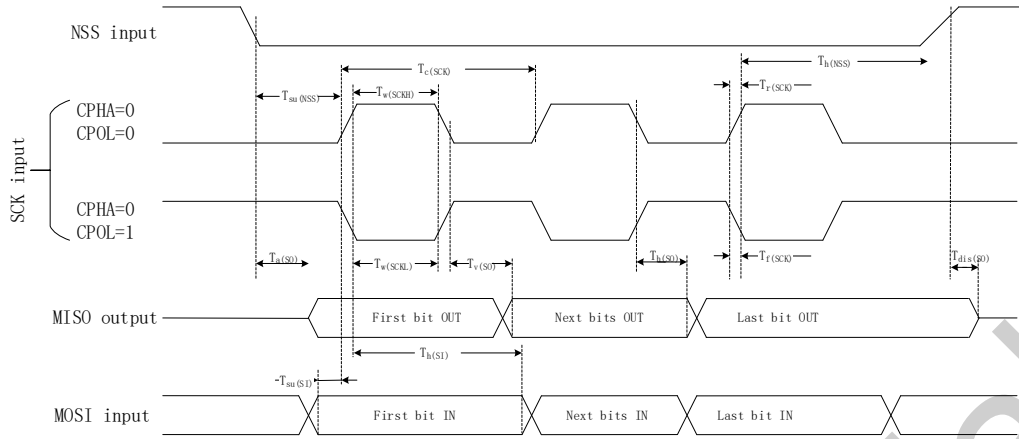 NSS input
Tc(SCK)
Th(NSS)
Tsu(NSS)
Tw(SCKH)
Tr(SCK)
CPHA=0
CPOL=0
SCK input
CPHA=0
CPOL=1
Ta(SO)
Tw(SCKL)
Tv(SO)
Th(SO)
Tf(SCK)
Tdis(SO)
MISO output
First bit OUT
Next bits OUT
Last bit OUT
Th(SI)
Tsu(SI)
MOSI input
First bit IN
Next bits IN
Last bit IN